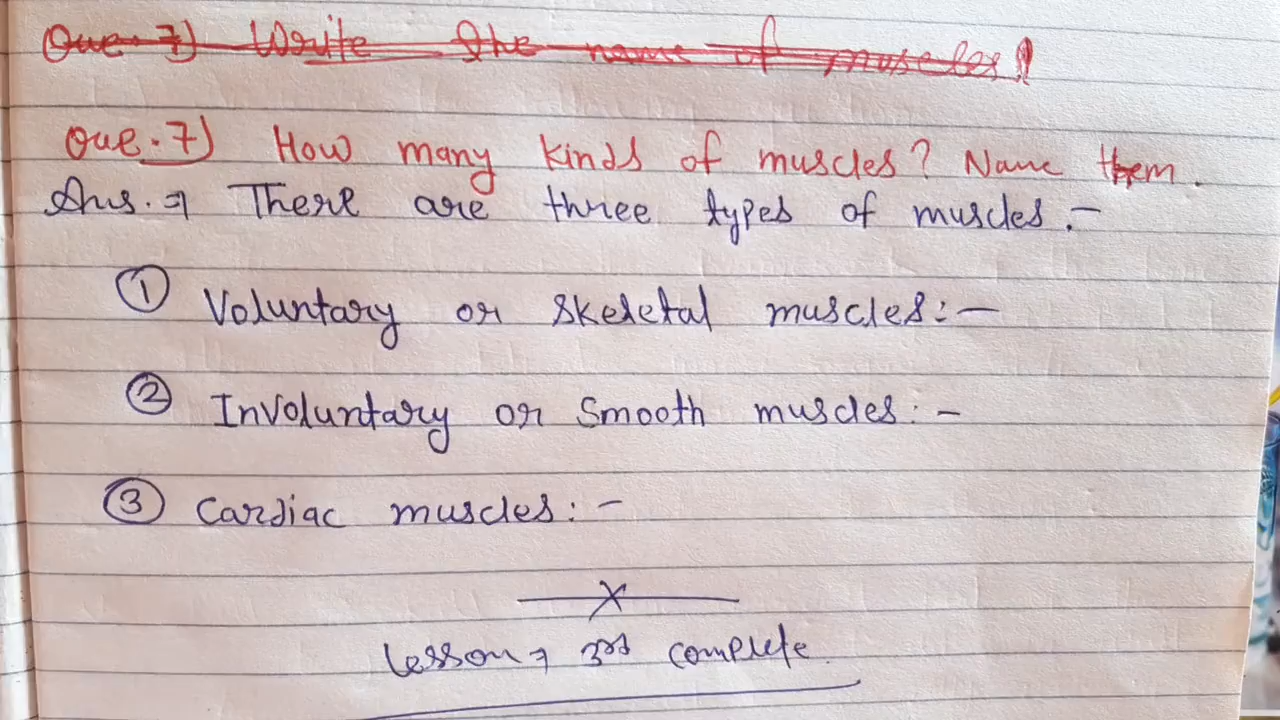 Que. 7) Write the name of muscles?
Que. 7) How many kinds of muscles? Name them.
Ans. ⇒ There are three types of muscles :-
① Voluntary or skeletal muscles :-
② Involuntary or smooth muscles :-
③ Cardiac muscles :-
X
Lesson → 3rd complete.